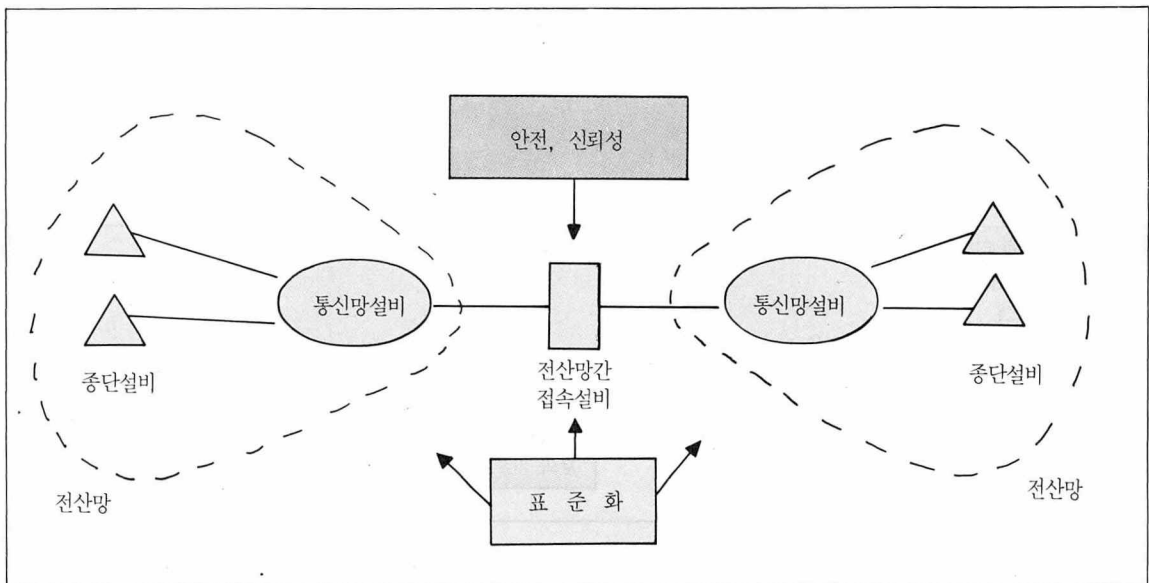 안전, 신뢰성
통신망설비
통신망설비
종단설비
전산망간
접속설비
종단설비
전산망
표 준 화
전산망